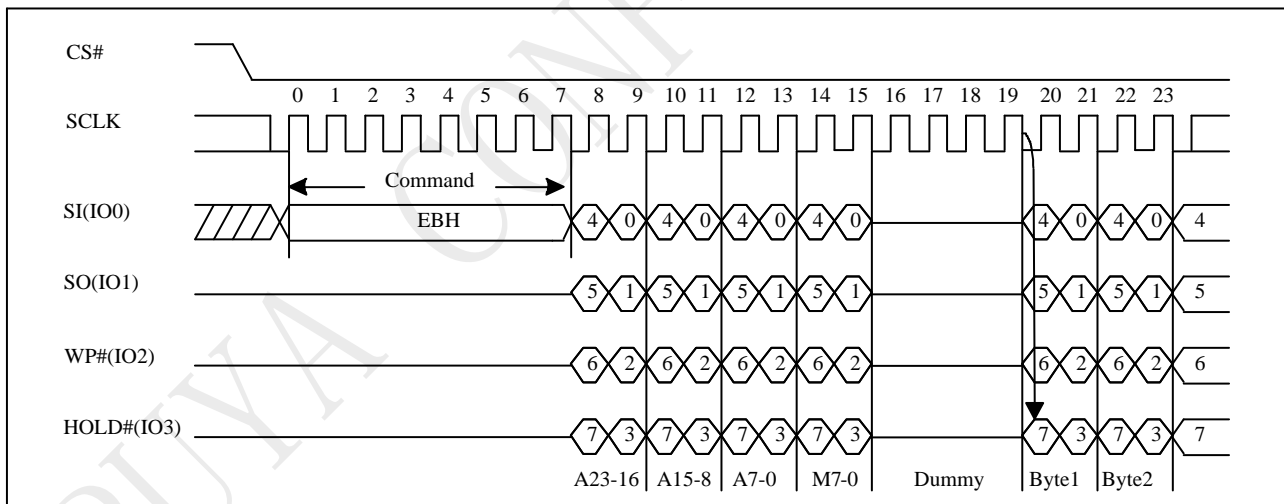 CS#
0 1 2 3 4 5 6 7 8 9 10 11 12 13 14 15 16 17 18 19 20 21 22 23
SCLK
Command
SI(IO0) EBH 4 0 4 0 4 0 4 0 4 0 4 0 4
SO(IO1) 5 1 5 1 5 1 5 1 5 1 5 1 5
WP#(IO2) 6 2 6 2 6 2 6 2 6 2 6 2 6
HOLD#(IO3) 7 3 7 3 7 3 7 3 7 3 7 3 7
A23-16 A15-8 A7-0 M7-0 Dummy Byte1 Byte2
PUYA CONF